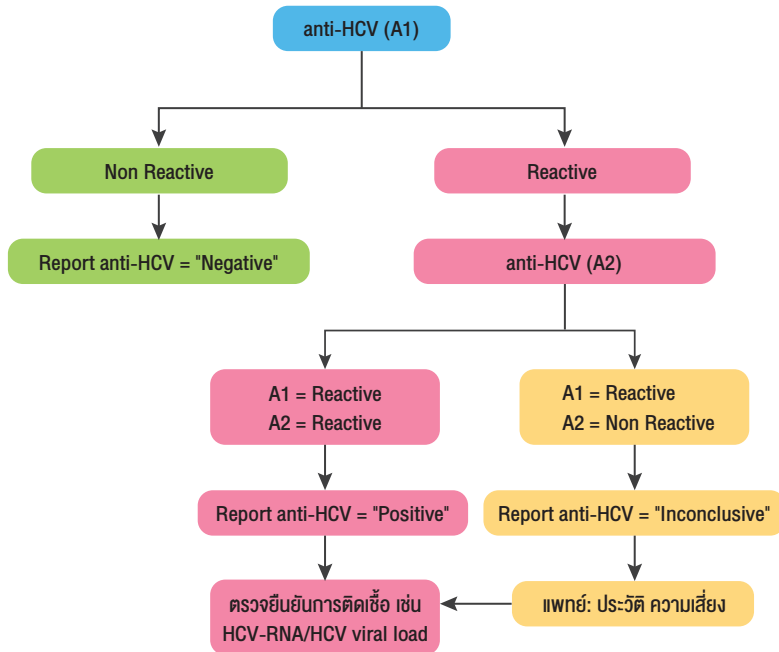 anti-HCV (A1)
Non Reactive
Reactive
Report anti-HCV = "Negative"
anti-HCV (A2)
A1 = Reactive
A2 = Reactive
A1 = Reactive
A2 = Non Reactive
Report anti-HCV = "Positive"
Report anti-HCV = "Inconclusive"
ตรวจยืนยันการติดเชื้อ เช่น
HCV-RNA/HCV viral load
แพทย์: ประวัติ ความเสี่ยง